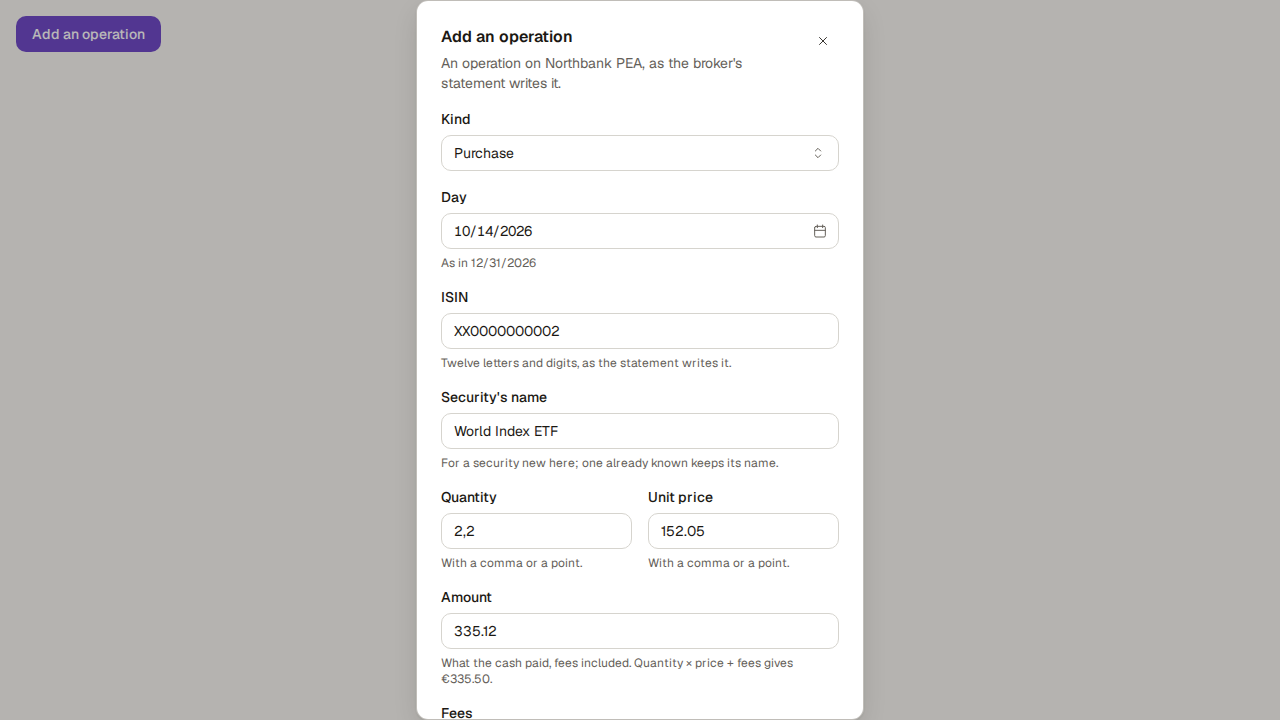 Add an operation
Add an operation
An operation on Northbank PEA, as the broker's
statement writes it.
Kind
Purchase
Day
10/14/2026
As in 12/31/2026
ISIN
XX0000000002
Twelve letters and digits, as the statement writes it.
Security's name
World Index ETF
For a security new here; one already known keeps its name.
Quantity
Unit price
2,2
152.05
With a comma or a point.
With a comma or a point.
Amount
335.12
What the cash paid, fees included. Quantity × price + fees gives
€335.50.
Fees